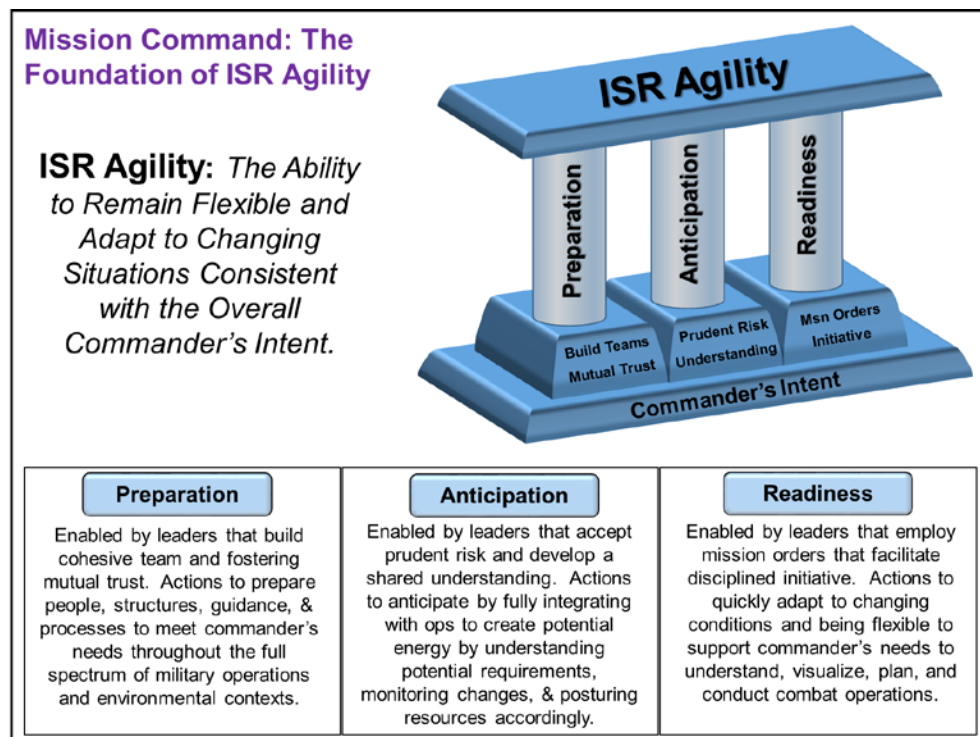 Mission Command: The
Foundation of ISR Agility
ISR Agility: The Ability
to Remain Flexible and
Adapt to Changing
Situations Consistent
with the Overall
Commander's Intent.
ISR Agility
Preparation
Anticipation
Readiness
Build Teams
Mutual Trust
Prudent Risk
Understanding
Msn Orders
Initiative
Commander's Intent
Preparation
Enabled by leaders that build
cohesive team and fostering
mutual trust. Actions to prepare
people, structures, guidance, &
processes to meet commander's
needs throughout the full
spectrum of military operations
and environmental contexts.
Anticipation
Enabled by leaders that accept
prudent risk and develop a
shared understanding. Actions
to anticipate by fully integrating
with ops to create potential
energy by understanding
potential requirements,
monitoring changes, & posturing
resources accordingly.
Readiness
Enabled by leaders that employ
mission orders that facilitate
disciplined initiative. Actions to
quickly adapt to changing
conditions and being flexible to
support commander's needs to
understand, visualize, plan, and
conduct combat operations.